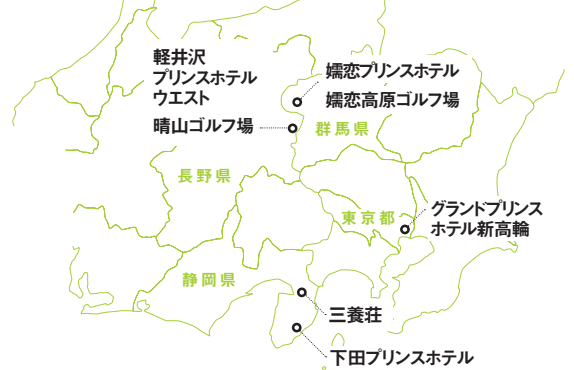 軽井沢
プリンスホテル
ウエスト
晴山ゴルフ場
嬬恋プリンスホテル
嬬恋高原ゴルフ場
群馬県
長野県
東京都
グランドプリンス
ホテル新高輪
静岡県
三養荘
下田プリンスホテル